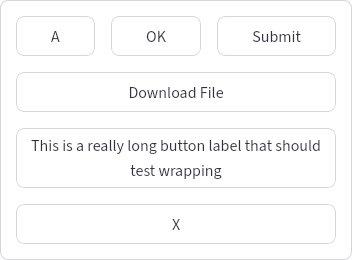 A
OK
Submit
Download File
This is a really long button label that should
test wrapping
X